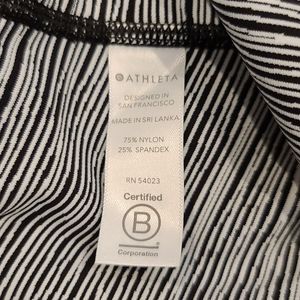 ATHLETA
DESIGNED IN
SAN FRANCISCO
MADE IN SRI LANKA
75% NYLON
25% SPANDEX
RN 54023
Certified
B
Corporation